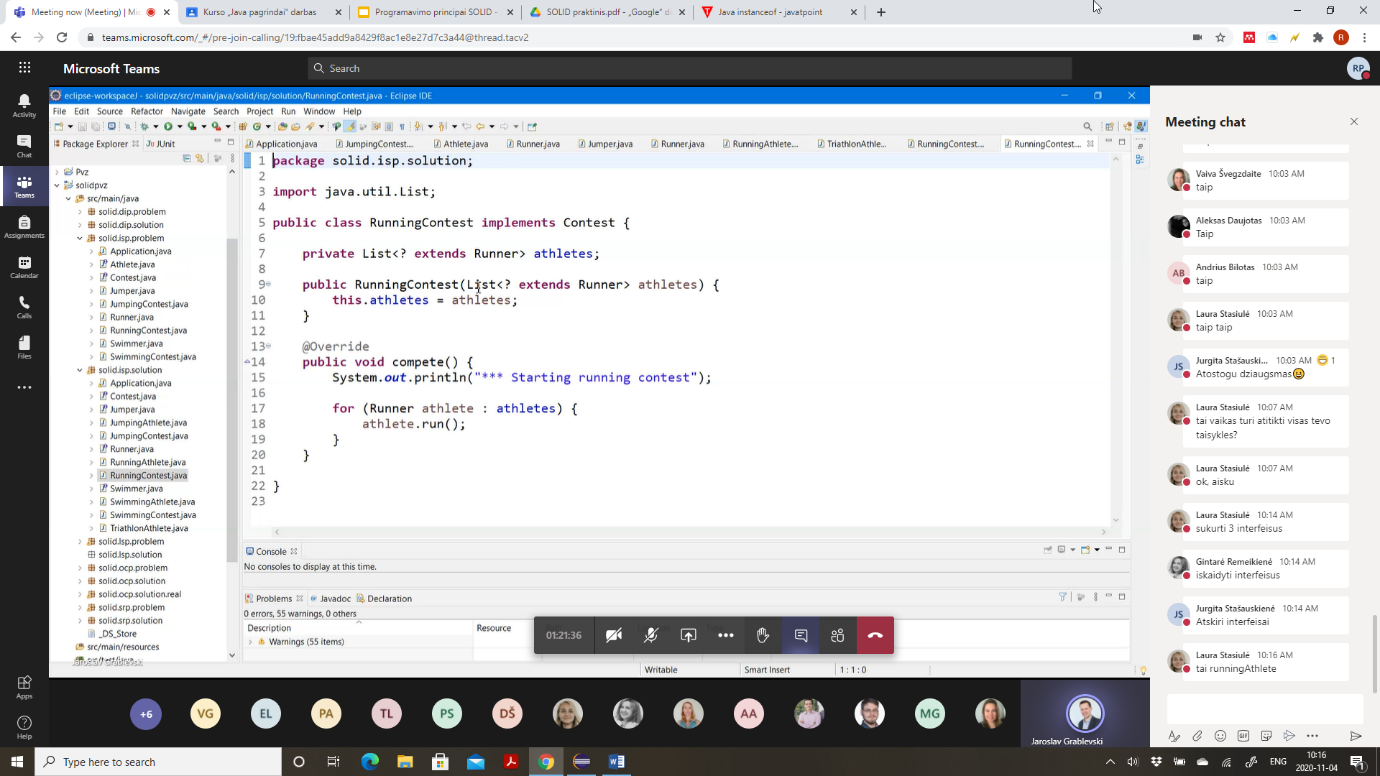 Meeting now (Meeting) | Mi
Kurso „Java pagrindai" darbas
Programavimo principai SOLID -
SOLID praktinis.pdf - „Google" d
Java instanceof - javatpoint
teams.microsoft.com/_#/pre-join-calling/19:fbae45add9a8429f8ac1e8e27d7c3a44@thread.tacv2
R
Microsoft Teams
Search
RP
Activity
Chat
Teams
Assignments
Calendar
Calls
Files
Apps
Help
eclipse-workspaceJ - solidpvz/src/main/java/solid/isp/solution/RunningContest.java - Eclipse IDE
File Edit Source Refactor Navigate Search Project Run Window Help
Package Explorer
JUnit
Pvz
solidpvz
src/main/java
solid.dip.problem
solid.dip.solution
solid.isp.problem
Application.java
Athlete.java
Contest.java
Jumper.java
JumpingContest.java
Runner.java
RunningContest.java
Swimmer.java
SwimmingContest.java
solid.isp.solution
Application.java
Contest.java
Jumper.java
JumpingAthlete.java
JumpingContest.java
Runner.java
RunningAthlete.java
RunningContest.java
Swimmer.java
SwimmingAthlete.java
SwimmingContest.java
TriathlonAthlete.java
solid.lsp.problem
solid.lsp.solution
solid.ocp.problem
solid.ocp.solution
solid.ocp.solution.real
solid.srp.problem
solid.srp.solution
_DS_Store
src/main/resources
Jaroslav Grablevski
Application.java
JumpingContest....
Athlete.java
Runner.java
Jumper.java
Runner.java
RunningAthlete....
TriathlonAthle...
RunningContest....
RunningContest....
1 package solid.isp.solution;
2
3 import java.util.List;
4
5 public class RunningContest implements Contest {
6
7 private List<? extends Runner> athletes;
8
9 public RunningContest(List<? extends Runner> athletes) {
10 this.athletes = athletes;
11 }
12
13 @Override
14 public void compete() {
15 System.out.println("*** Starting running contest");
16
17 for (Runner athlete : athletes) {
18 athlete.run();
19 }
20 }
21
22 }
23
Console
No consoles to display at this time.
Problems Javadoc Declaration
0 errors, 55 warnings, 0 others
Description
Resource
Warnings (55 items)
01:21:36
Writable
Smart Insert
1 : 1 : 0
Meeting chat
Vaiva Švegzdaite 10:03 AM
taip
Aleksas Daujotas 10:03 AM
Taip
AB
Andrius Bilotas 10:03 AM
taip
Laura Stasiulė 10:03 AM
taip taip
JS
Jurgita Stašauski... 10:03 AM 1
Atostogu dziaugsmas
Laura Stasiulė 10:07 AM
tai vaikas turi atitikti visas tevo
taisykles?
Laura Stasiulė 10:07 AM
ok, aisku
Laura Stasiulė 10:14 AM
sukurti 3 interfeisus
Gintarė Remeikienė 10:14 AM
iskaidyti interfeisus
JS
Jurgita Stašauskienė 10:14 AM
Atskiri interfeisai
Laura Stasiulė 10:16 AM
tai runningAthlete
+6
VG
EL
PA
TL
PS
DŠ
AA
MG
Jaroslav Grablevski
Type here to search
ENG
10:16
2020-11-04
1